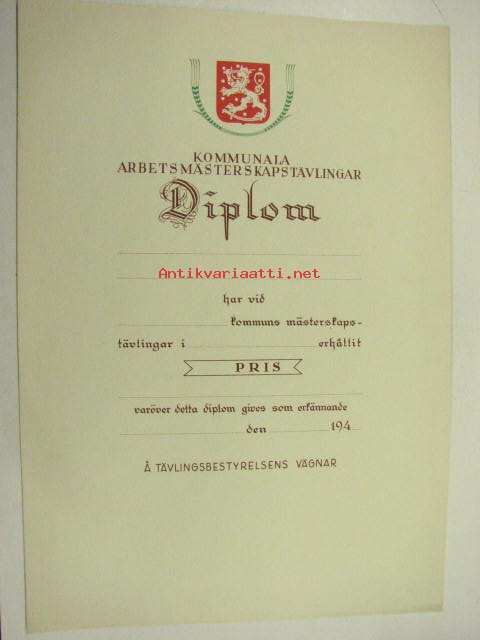 KOMMUNALA
ARBETSMÄSTERSKAPSTÄVLINGAR
Diplom
Antikvariaatti.net
har vid
kommuns mästerskaps-
tävlingar i erhållit
PRIS
varöver detta diplom gives som erkännande
den 194
Å TÄVLINGSBESTYRELSENS VÄGNAR